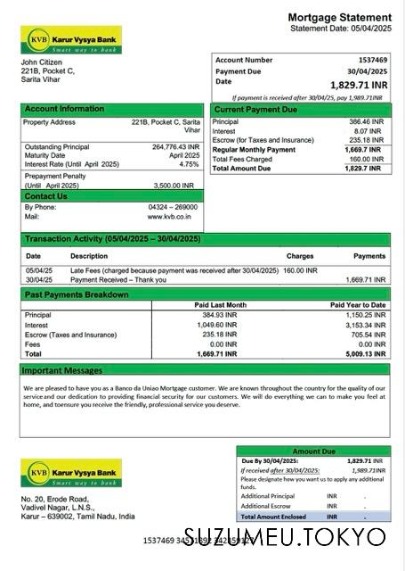 Mortgage Statement
Statement Date: 05/04/2025
KVB Karur Vysya Bank
Smart way to bank
John Citizen
221B, Pocket C,
Sarita Vihar
Account Number 1537469
Payment Due 30/04/2025
Date 1,829.71 INR
If payment is received after 30/04/25, pay 1,989.71INR
Account Information
Property Address 221B, Pocket C, Sarita
Vihar
Outstanding Principal 264,776.43 INR
Maturity Date April 2025
Interest Rate (Until April 2025) 4.75%
Prepayment Penalty
(Until April 2025) 3,500.00 INR
Contact Us
By Phone: 04324 – 269000
Mail: www.kvb.co.in
Current Payment Due
Principal 386.46 INR
Interest 8.07 INR
Escrow (for Taxes and Insurance) 235.18 INR
Regular Monthly Payment 1,669.7 INR
Total Fees Charged 160.00 INR
Total Amount Due 1,829.7 INR
Transaction Activity (05/04/2025 – 30/04/2025)
Date Description Charges Payments
05/04/25 Late Fees (charged because payment was received after 30/04/2025) 160.00 INR
30/04/25 Payment Received – Thank you 1,669.71 INR
Past Payments Breakdown
Paid Last Month Paid Year to Date
Principal 384.93 INR 1,150.25 INR
Interest 1,049.60 INR 3,153.34 INR
Escrow (Taxes and Insurance) 235.18 INR 705.54 INR
Fees 0.00 INR 0.00 INR
Total 1,669.71 INR 5,009.13 INR
Important Messages
We are pleased to have you as a Banco da Uniao Mortgage customer. We are known throughout the country for the quality of our
service and our dedication to providing financial security for our customers. We will do everything we can to make you feel at
home, and toensure you receive the friendly, professional service you deserve.
KVB Karur Vysya Bank
Smart way to bank
No. 20, Erode Road,
Vadivel Nagar, L.N.S.,
Karur – 639002, Tamil Nadu, India
Amount Due
Due By 30/04/2025: 1,829.71 INR
If received after 30/04/2025: 1,989.71INR
Please designate how you want us to apply any additional
funds.
Additional Principal INR .
Additional Escrow INR .
Total Amount Enclosed INR .
1537469
SUZUMEU.TOKYO